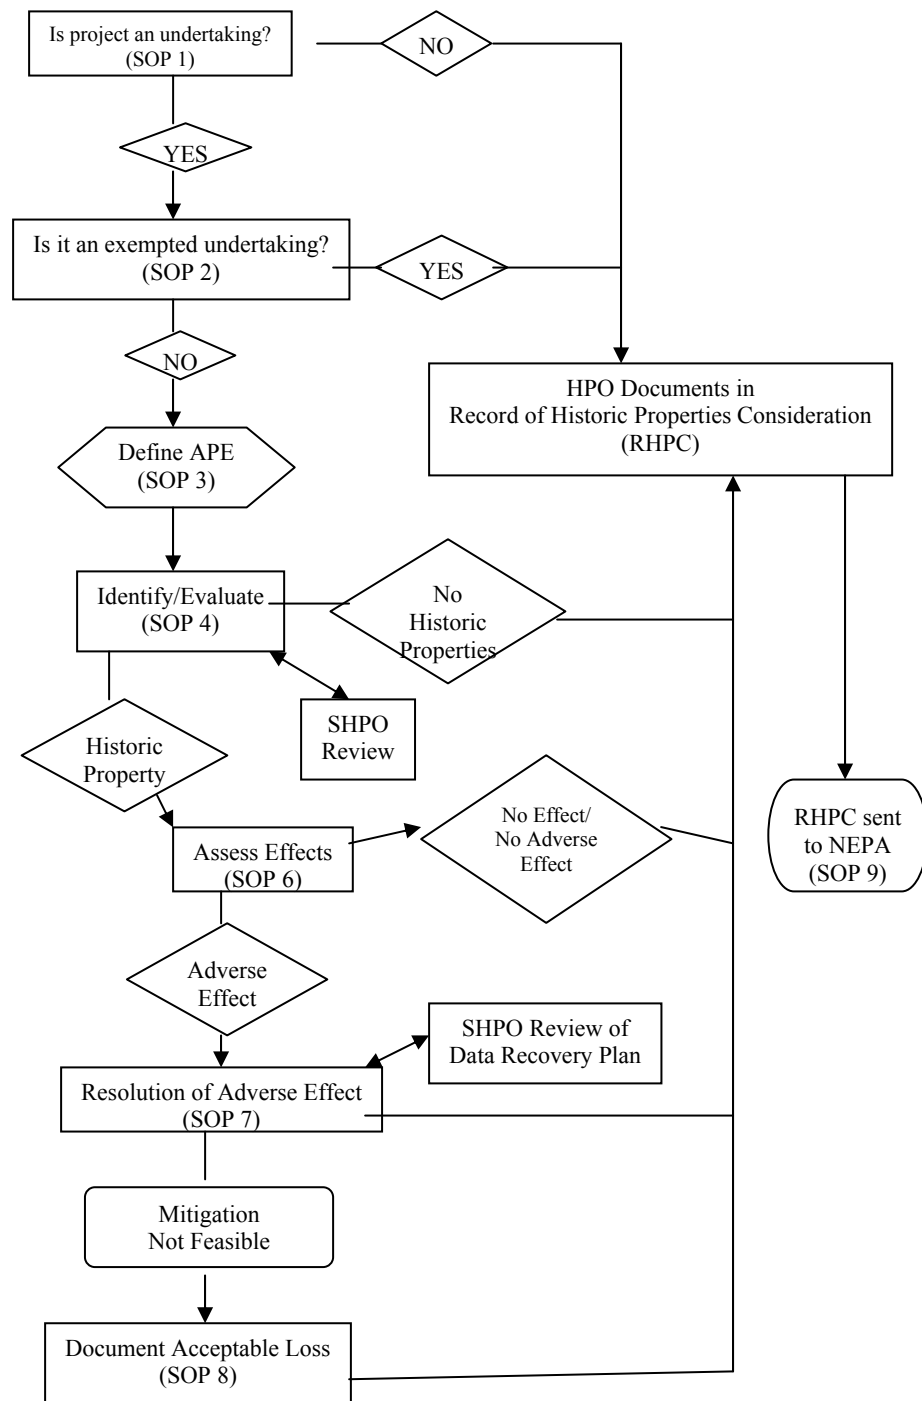 Is project an undertaking?
(SOP 1)
NO
YES
Is it an exempted undertaking?
(SOP 2)
YES
NO
HPO Documents in
Record of Historic Properties Consideration
(RHPC)
Define APE
(SOP 3)
Identify/Evaluate
(SOP 4)
No
Historic
Properties
SHPO
Review
Historic
Property
Assess Effects
(SOP 6)
No Effect/
No Adverse
Effect
RHPC sent
to NEPA
(SOP 9)
Adverse
Effect
SHPO Review of
Data Recovery Plan
Resolution of Adverse Effect
(SOP 7)
Mitigation
Not Feasible
Document Acceptable Loss
(SOP 8)